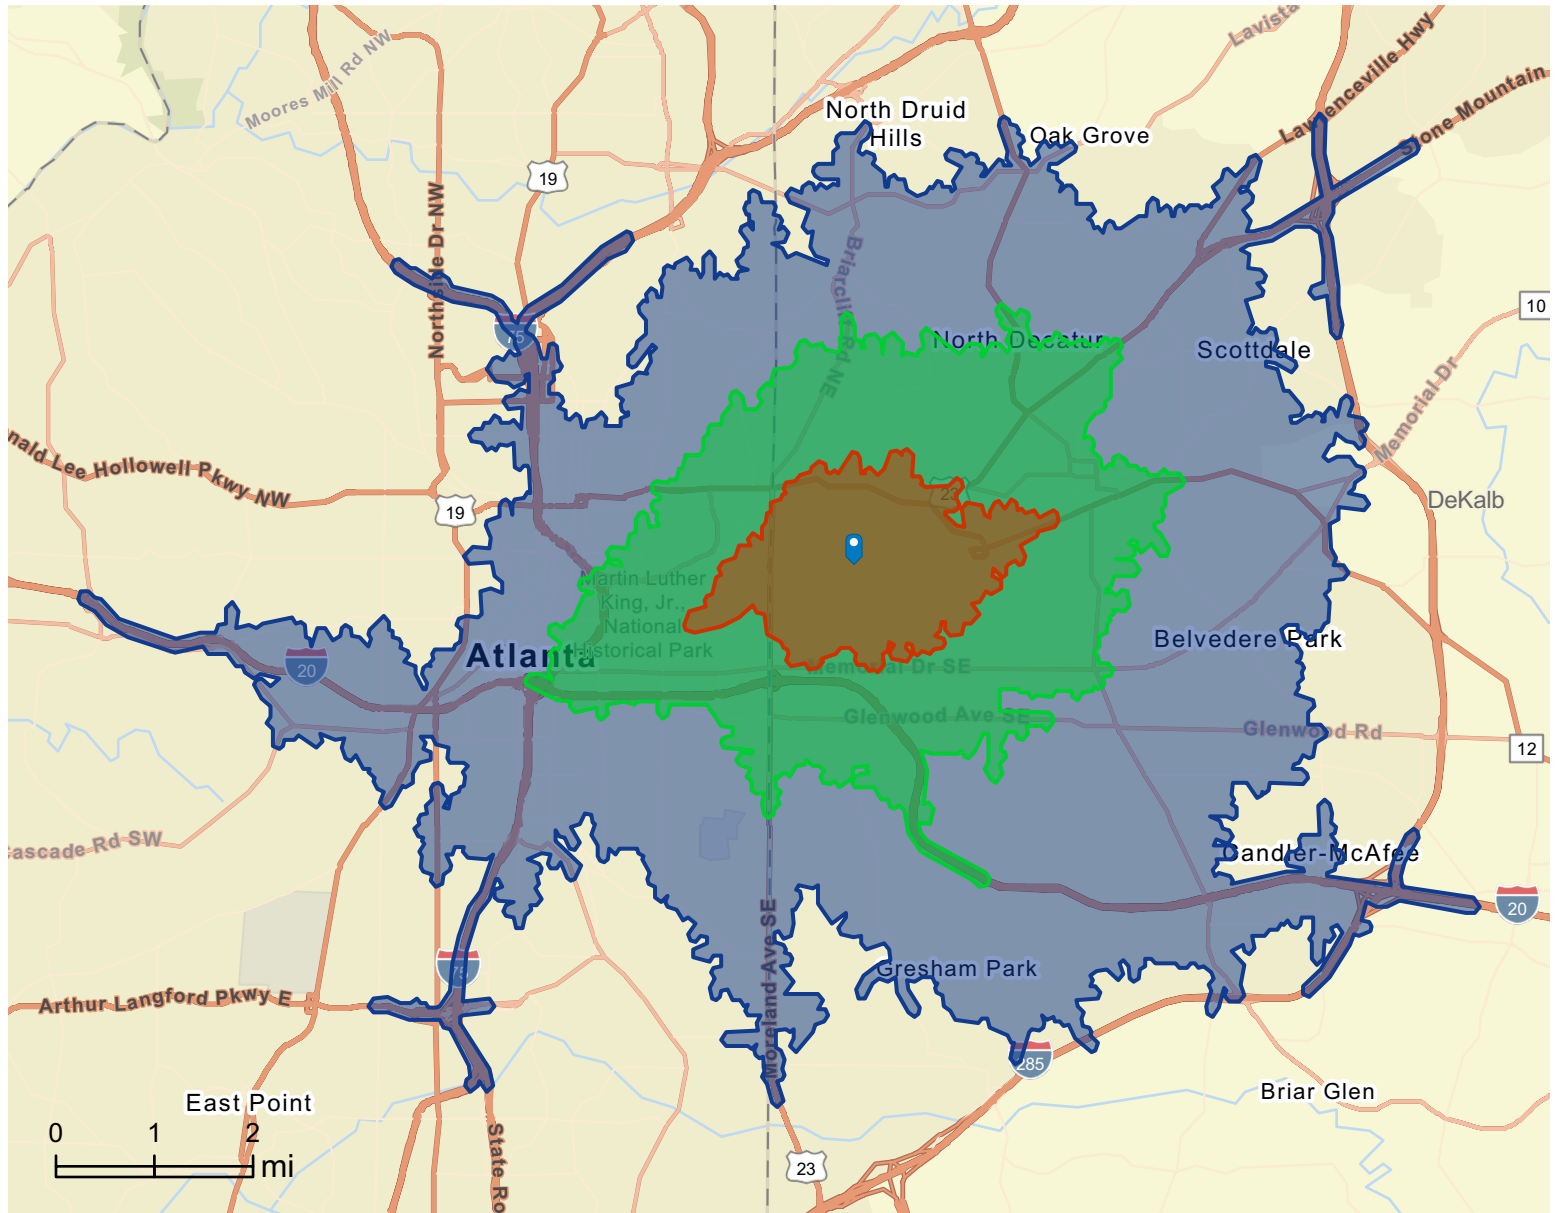 Lavista
Lawrenceville Hwy
Stone Mountain
Moores Mill Rd NW
North Druid
Hills
Oak Grove
19
Northside Dr NW
Briarcliff Rd NE
10
75
North Decatur
Scottdale
Memorial Dr
nald Lee Hollowell Pkwy NW
19
23
DeKalb
Martin Luther
King, Jr.,
National
Historical Park
Atlanta
20
Belvedere Park
Memorial Dr SE
Glenwood Ave SE
Glenwood Rd
12
Cascade Rd SW
Candler-McAfee
20
Moreland Ave SE
75
Gresham Park
Arthur Langford Pkwy E
285
East Point
Briar Glen
0 1 2
mi
State Ro
23